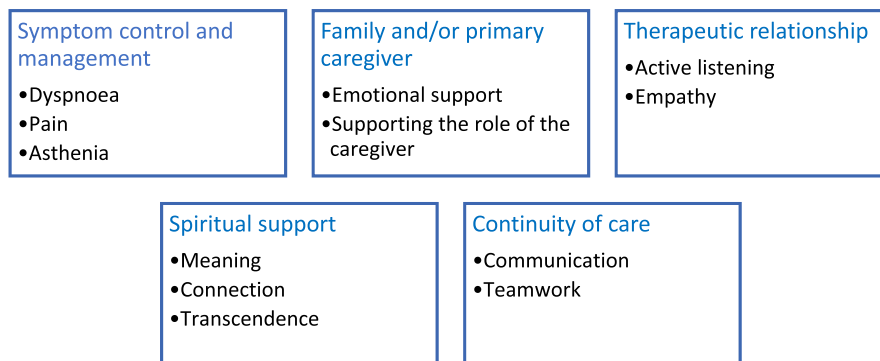 Symptom control and
management
•Dyspnoea
•Pain
•Asthenia
Family and/or primary
caregiver
•Emotional support
•Supporting the role of the
caregiver
Therapeutic relationship
•Active listening
•Empathy
Spiritual support
•Meaning
•Connection
•Transcendence
Continuity of care
•Communication
•Teamwork